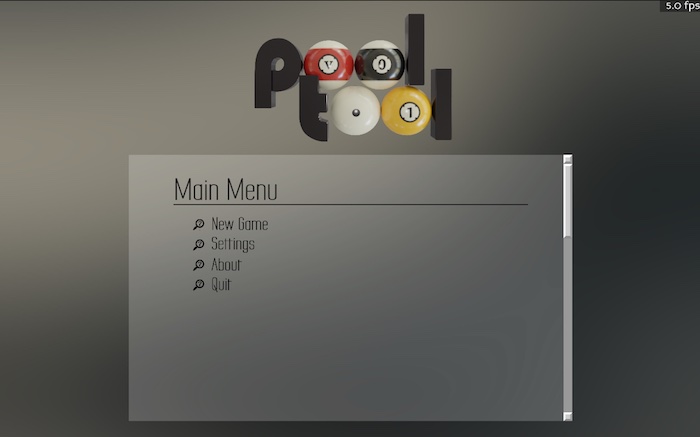 5.0 fps
pool
tool
Main Menu
New Game
Settings
About
Quit